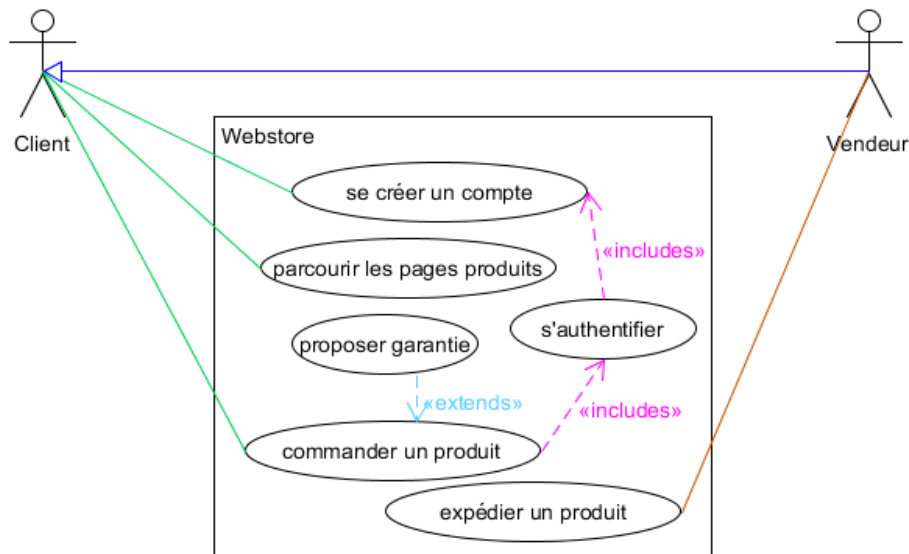 Client
Vendeur
Webstore
se créer un compte
«includes»
parcourir les pages produits
s'authentifier
proposer garantie
«extends»
«includes»
commander un produit
expédier un produit